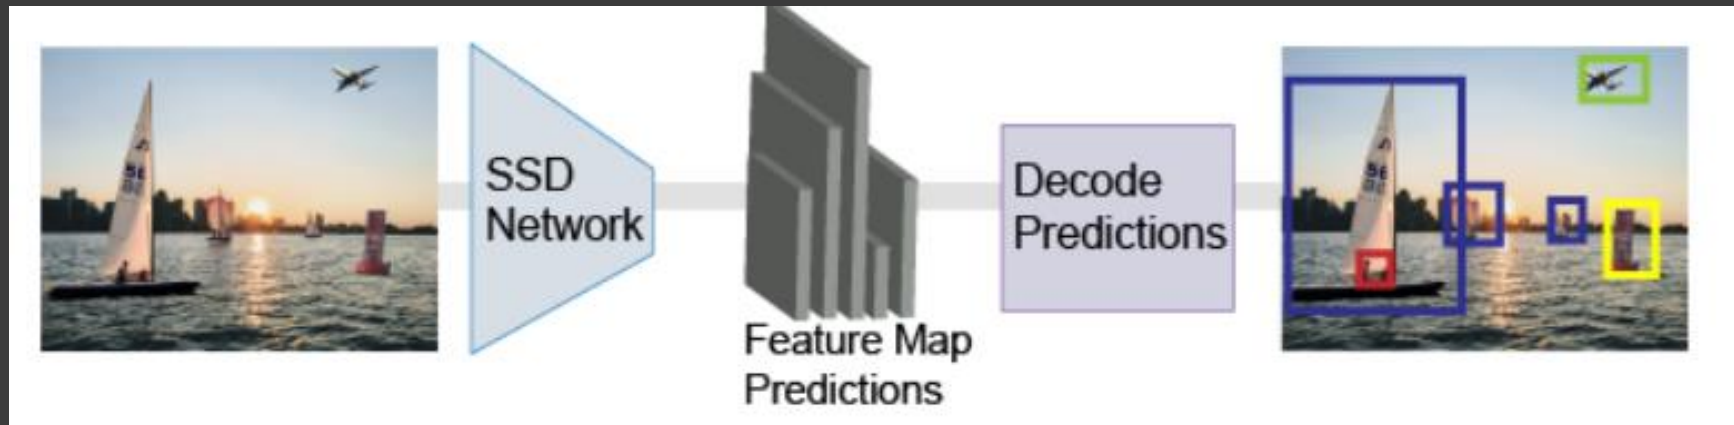 SSD
Network
Feature Map
Predictions
Decode
Predictions